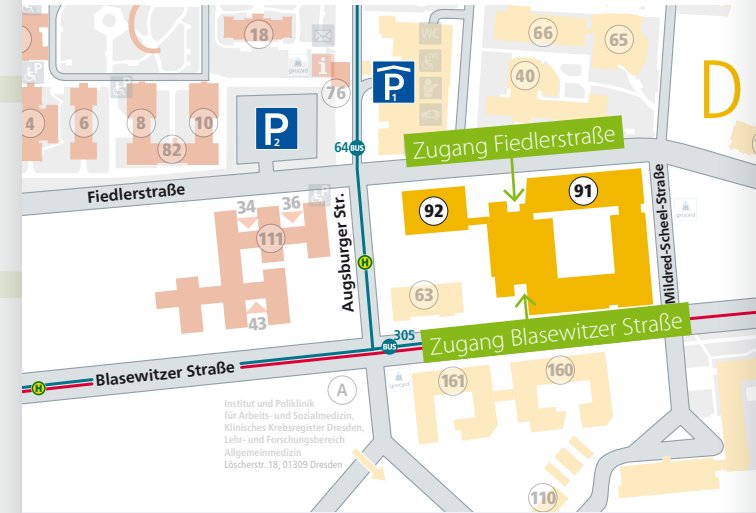 18
WC
66
65
40
D
i
76
P
1
P
2
4
6
8
10
82
64 BUS
Zugang Fiedlerstraße
Fiedlerstraße
34
36
111
43
Augsburger Str.
H
92
91
Mildred-Scheel-Straße
girocard
63
Zugang Blasewitzer Straße
305
BUS
H
Blasewitzer Straße
A
girocard
161
160
Institut und Poliklinik
für Arbeits- und Sozialmedizin,
Klinisches Krebsregister Dresden,
Lehr- und Forschungsbereich
Allgemeinmedizin
Löscherstr. 18, 01309 Dresden
110